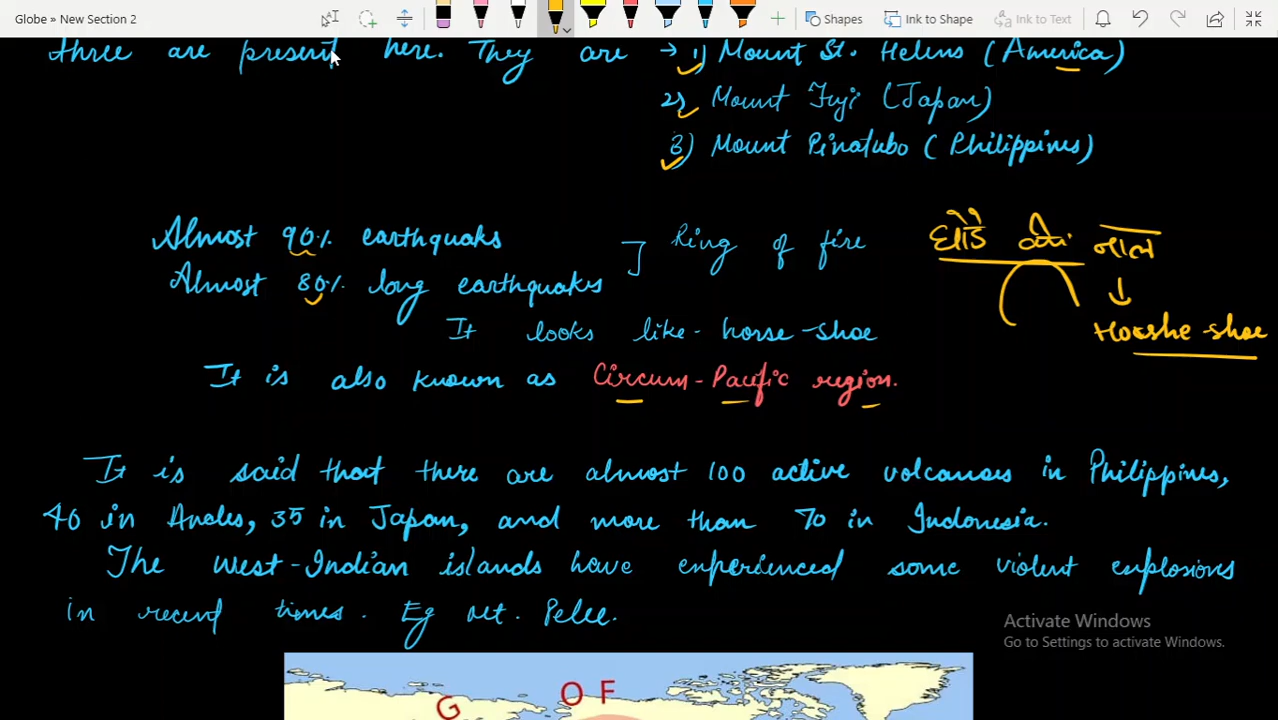 Globe » New Section 2
Shapes
Ink to Shape
Ink to Text
three are present here. They are → 1) Mount St. Helens (America)
2) Mount Fuji (Japan)
3) Mount Pinatubo (Philippines)
Almost 90% earthquaks
Almost 80% long earthquakes
] Ring of fire
It looks like - horse-shoe
घोड़े की नाल
↓
Hoarshe-shoe
It is also known as Circum-Pacific region.
It is said that there are almost 100 active volcanoes in Philippines,
40 in Andes, 35 in Japan, and more than 70 in Indonesia.
The west-Indian islands have experienced some violent explosions
in recent times. Eg Mt. Pelee.
Activate Windows
Go to Settings to activate Windows.
G O F